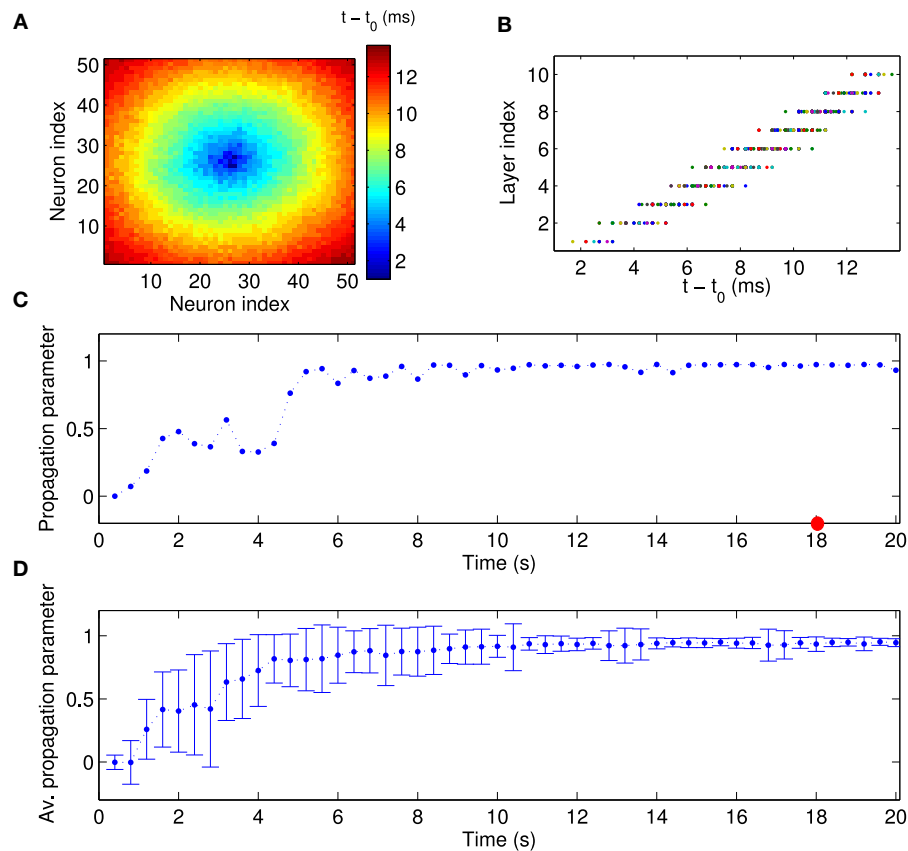 A
t − t0 (ms)
Neuron index
50
40
30
20
10
10 20 30 40 50
Neuron index
12
10
8
6
4
2
B
Layer index
10
8
6
4
2
2 4 6 8 10 12
t − t0 (ms)
C
Propagation parameter
1
0.5
0
0 2 4 6 8 10 12 14 16 18 20
Time (s)
D
Av. propagation parameter
1
0.5
0
0 2 4 6 8 10 12 14 16 18 20
Time (s)